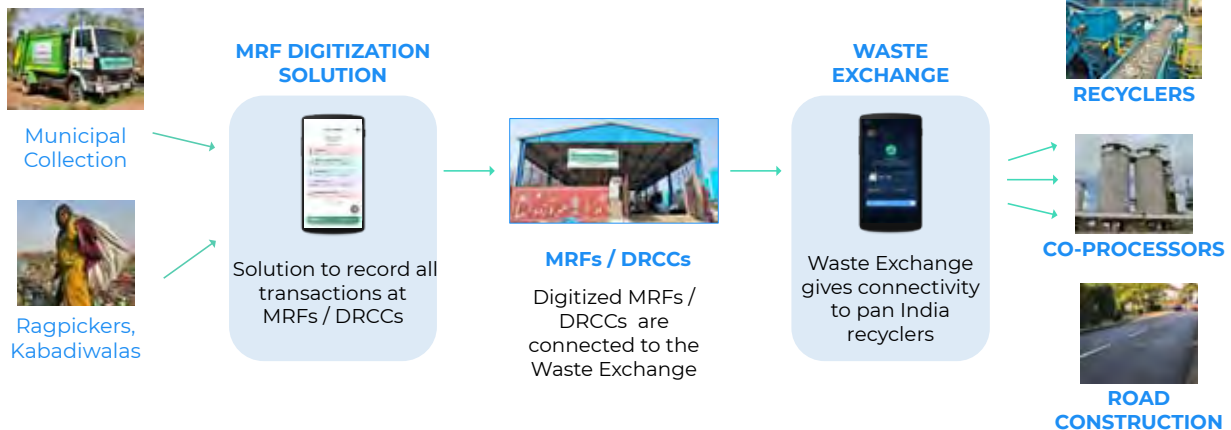 Municipal
Collection
Ragpickers,
Kabadiwalas
MRF DIGITIZATION
SOLUTION
Solution to record all
transactions at
MRFs / DRCCs
MRFs / DRCCs
Digitized MRFs /
DRCCs are
connected to the
Waste Exchange
WASTE
EXCHANGE
Waste Exchange
gives connectivity
to pan India
recyclers
RECYCLERS
CO-PROCESSORS
ROAD
CONSTRUCTION